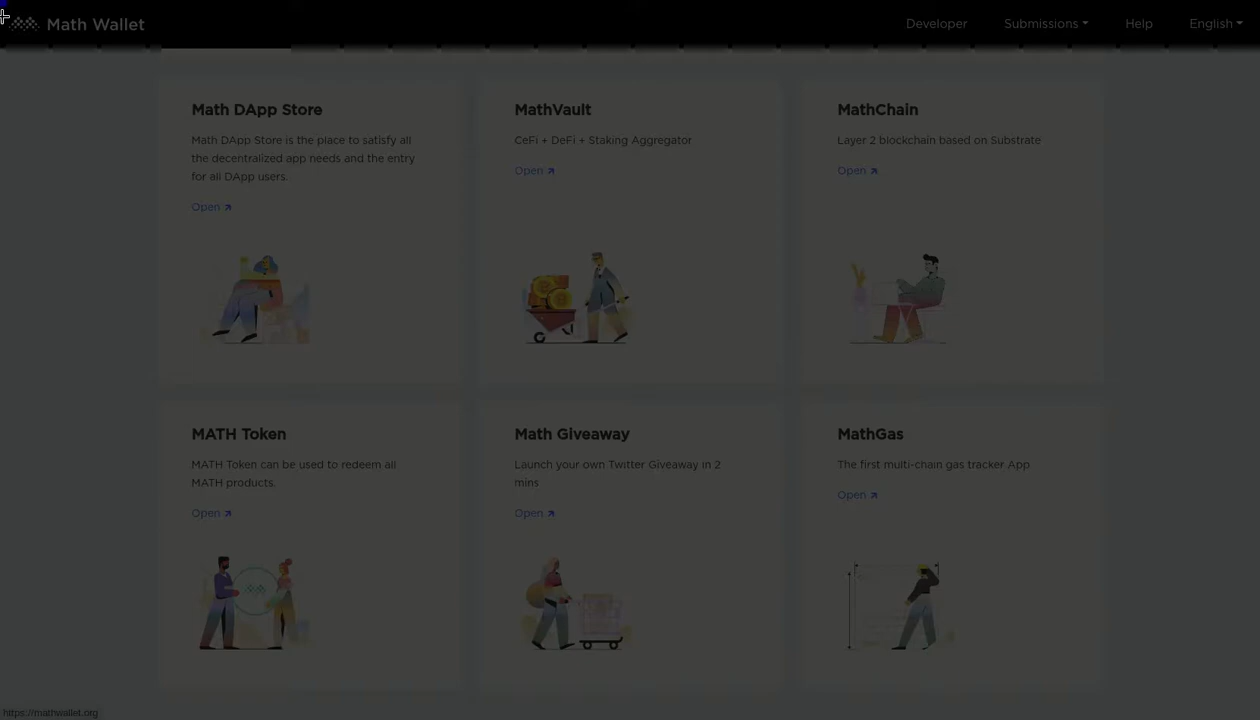 Math Wallet
Developer Submissions Help English
Math DApp Store
Math DApp Store is the place to satisfy all
the decentralized app needs and the entry
for all DApp users.
Open
MathVault
CeFi + DeFi + Staking Aggregator
Open
MathChain
Layer 2 blockchain based on Substrate
Open
MATH Token
MATH Token can be used to redeem all
MATH products.
Open
Math Giveaway
Launch your own Twitter Giveaway in 2
mins
Open
MathGas
The first multi-chain gas tracker App
Open
https://mathwallet.org